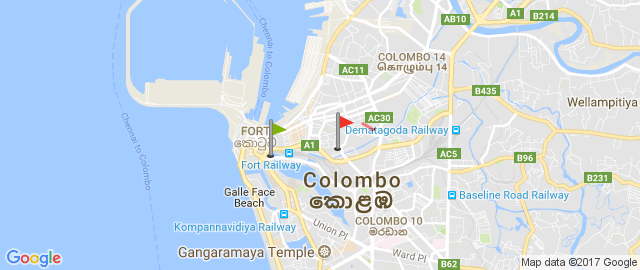 AB10
A1
B214
COLOMBO 14
கொழும்பு 14
AC11
B435
Wellampitiya
Chennai to Colombo
Chennai to Colombo
FORT
කොටුව
AC30
Dematagoda Railway
A1
Fort Railway
AC5
B96
Colombo
කොළඹ
B231
Galle Face
Beach
Baseline Road Railway
Kompannavidiya Railway
COLOMBO 10
මරදාන
Union Pl
Gangaramaya Temple
Ward Pl
B62
Google
Map data ©2017 Google